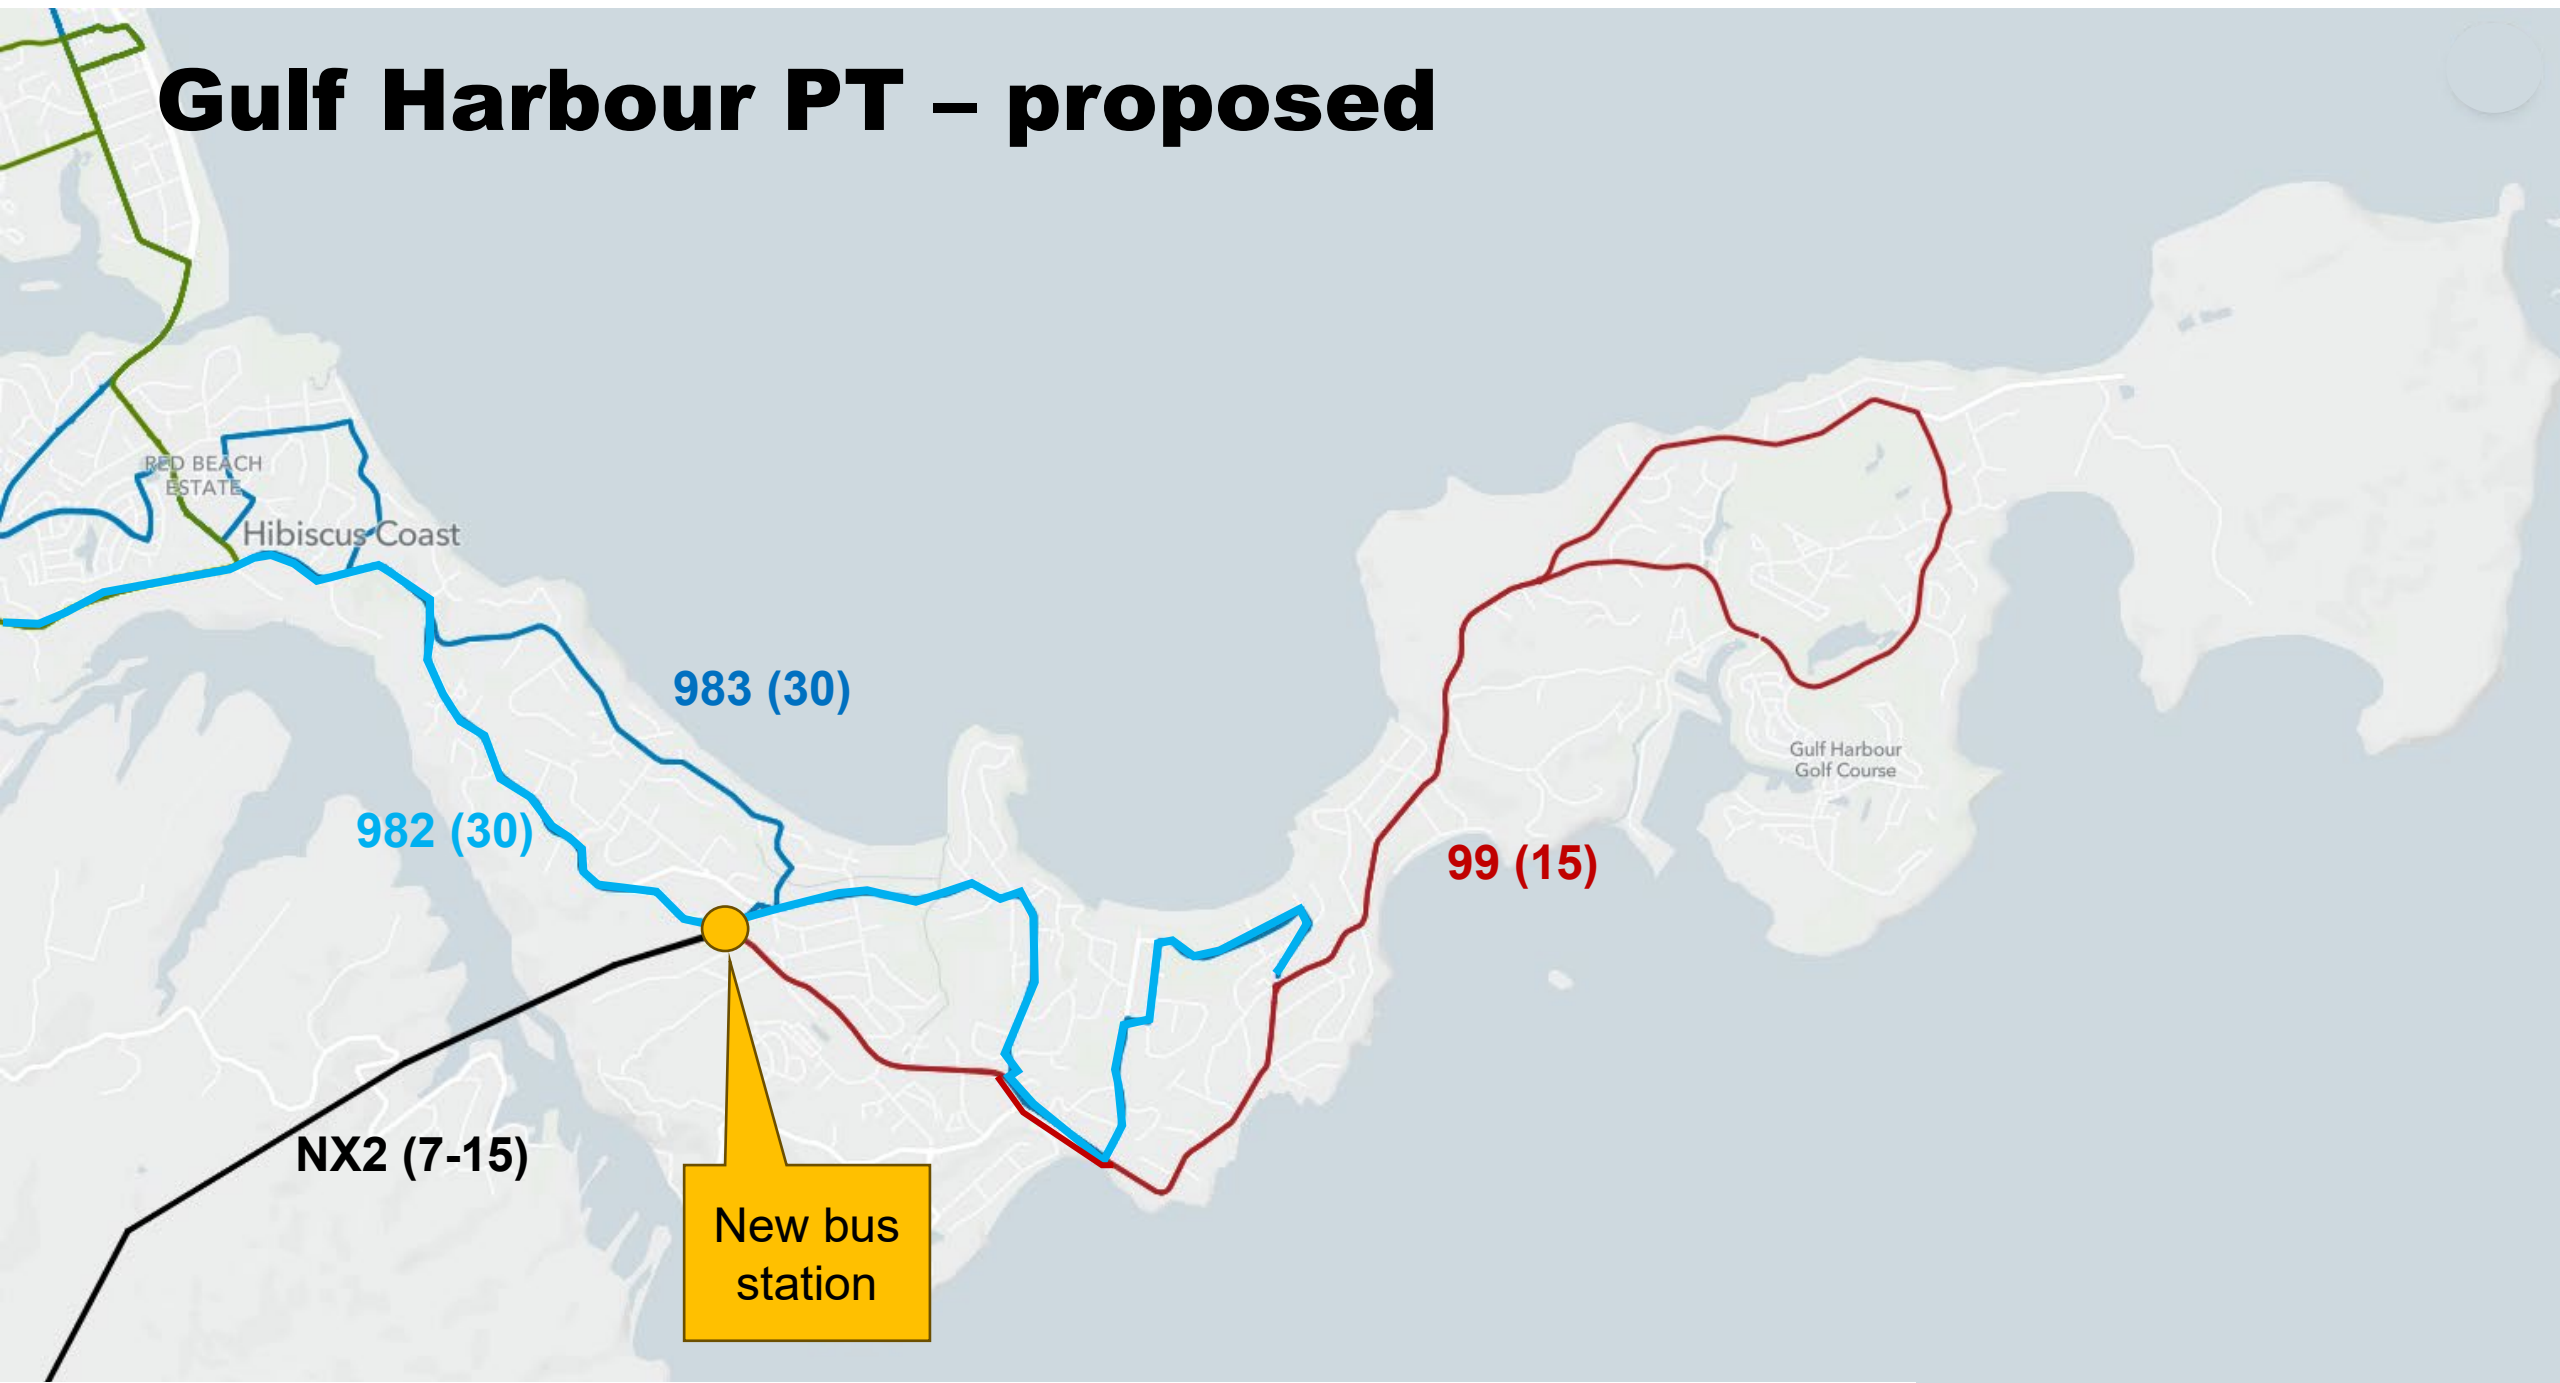 Gulf Harbour PT – proposed
RED BEACH
ESTATE
Hibiscus Coast
983 (30)
982 (30)
Gulf Harbour
Golf Course
99 (15)
NX2 (7-15)
New bus
station